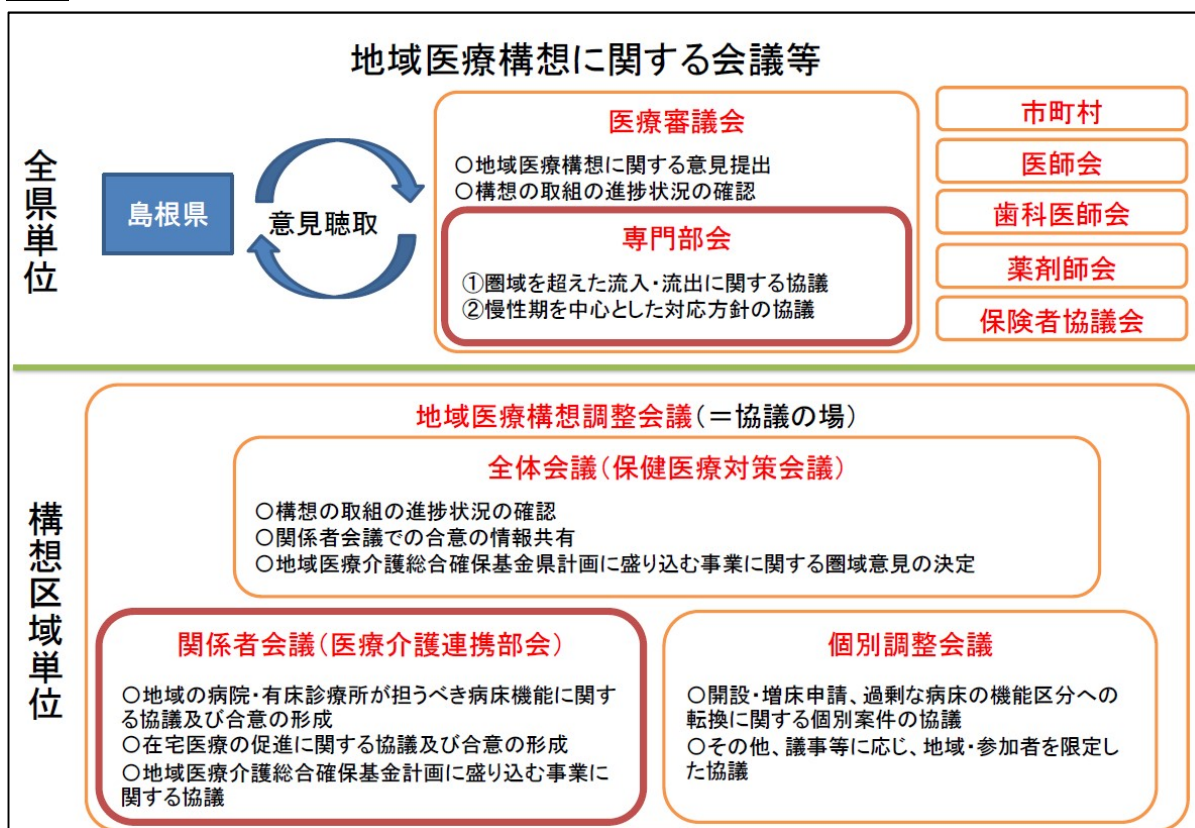 地域医療構想に関する会議等
全県単位
島根県
意見聴取
医療審議会
○地域医療構想に関する意見提出
○構想の取組の進捗状況の確認
専門部会
①圏域を超えた流入・流出に関する協議
②慢性期を中心とした対応方針の協議
市町村
医師会
歯科医師会
薬剤師会
保険者協議会
構想区域単位
地域医療構想調整会議(＝協議の場)
全体会議(保健医療対策会議)
○構想の取組の進捗状況の確認
○関係者会議での合意の情報共有
○地域医療介護総合確保基金県計画に盛り込む事業に関する圏域意見の決定
関係者会議(医療介護連携部会)
○地域の病院・有床診療所が担うべき病床機能に関す
る協議及び合意の形成
○在宅医療の促進に関する協議及び合意の形成
○地域医療介護総合確保基金計画に盛り込む事業に
関する協議
個別調整会議
○開設・増床申請、過剰な病床の機能区分への
転換に関する個別案件の協議
○その他、議事等に応じ、地域・参加者を限定し
た協議